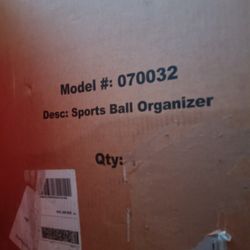 Model #: 070032
Desc: Sports Ball Organizer
Qty: